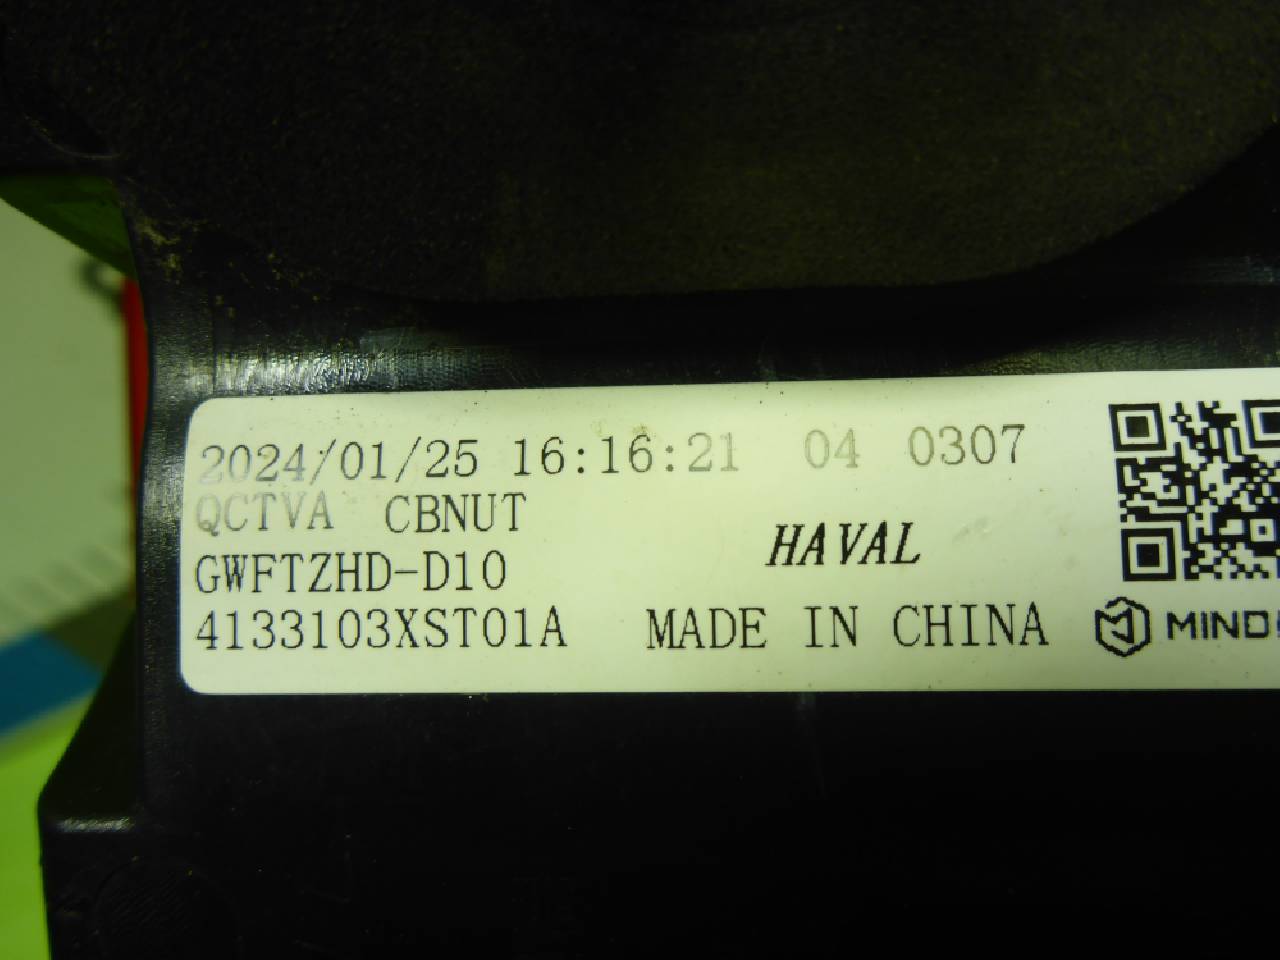 2024/01/25 16:16:21 04 0307
QCTVA CBNUT
HAVAL
GWFTZHD-D10
4133103XST01A MADE IN CHINA